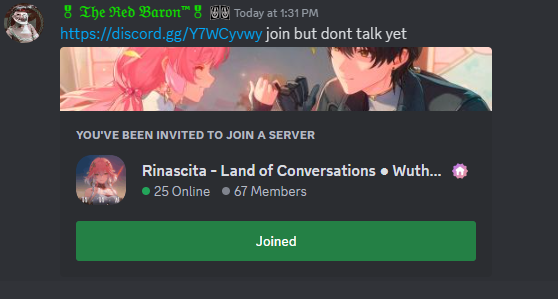 🎖 𝕿𝖍𝖊 𝕽𝖊𝖉 𝕭𝖆𝖗𝖔𝖓™🎖 Today at 1:31 PM
https://discord.gg/Y7WCyvwy join but dont talk yet
YOU'VE BEEN INVITED TO JOIN A SERVER
Rinascita - Land of Conversations ● Wuth...
25 Online 67 Members
Joined